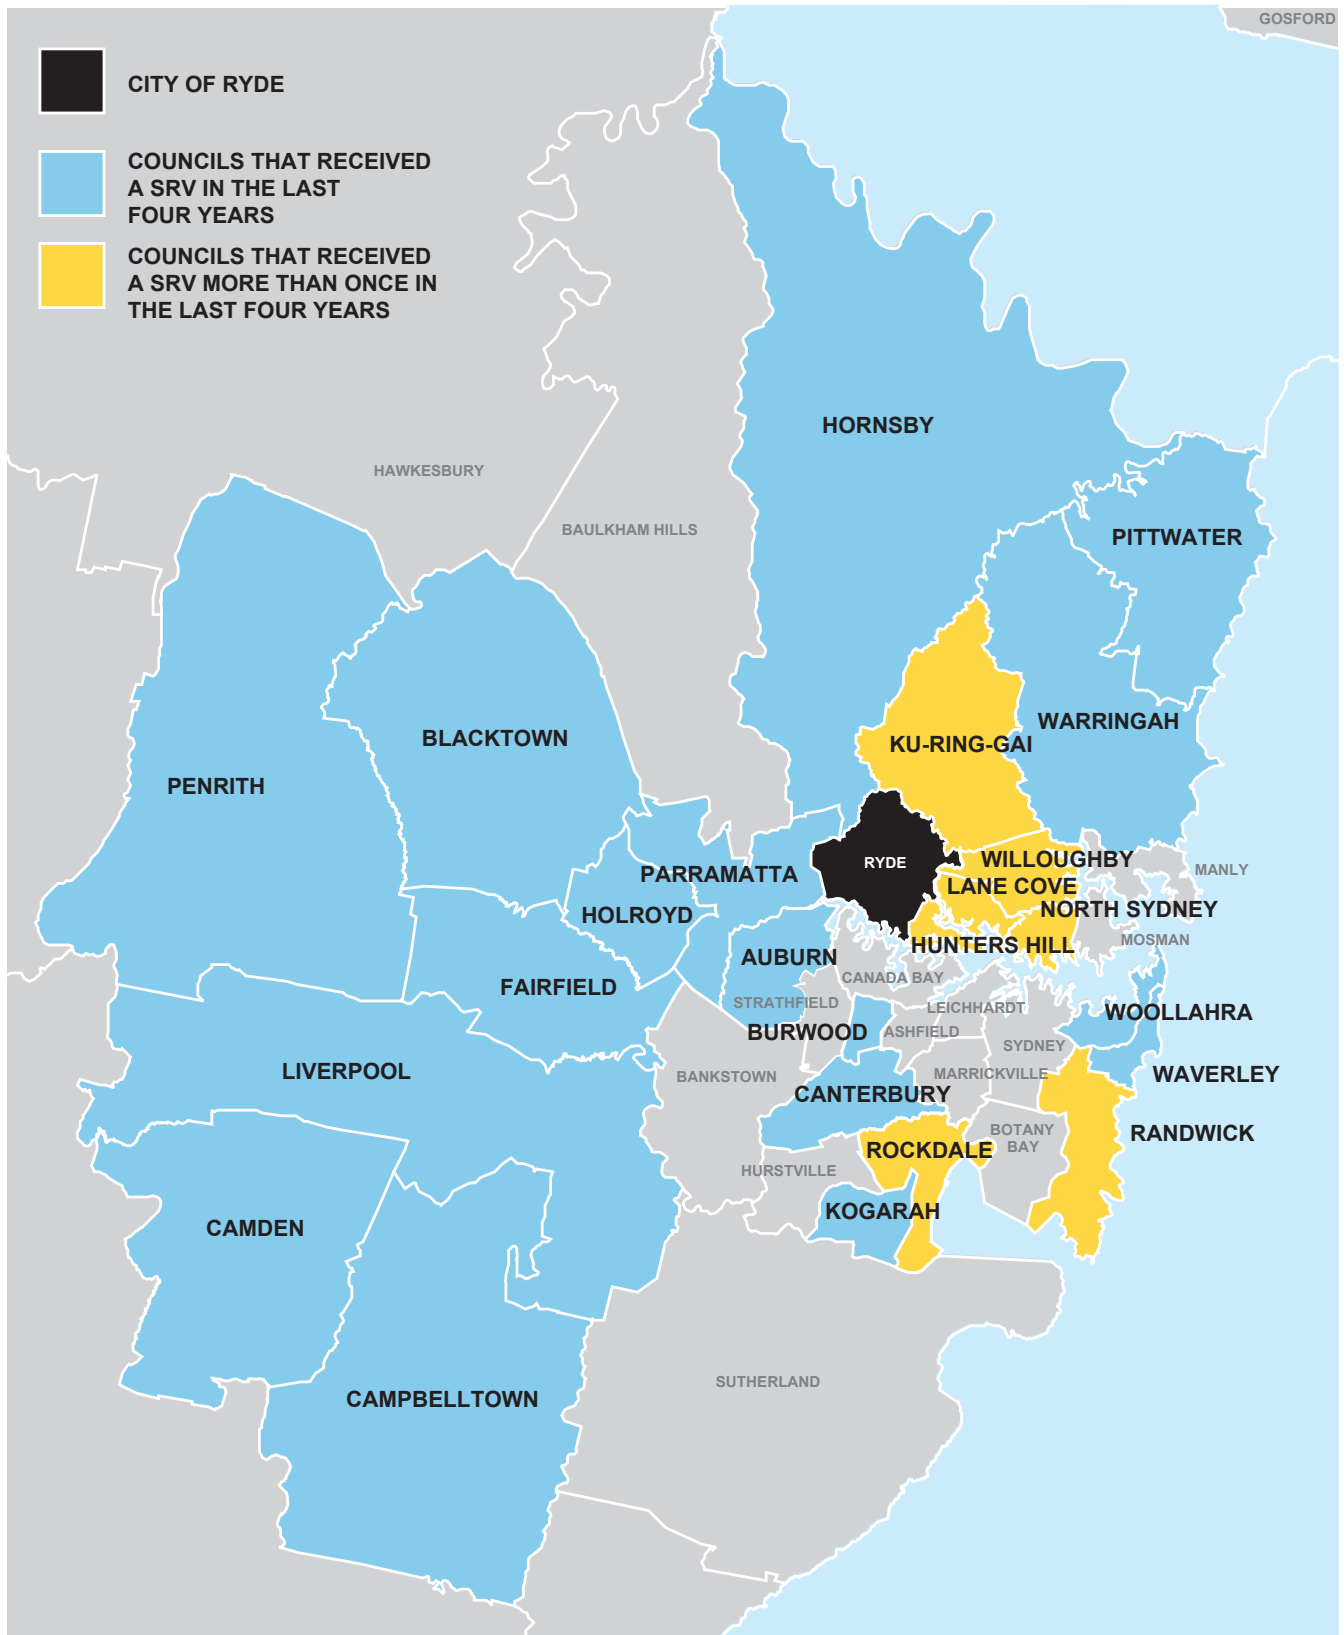 GOSFORD
CITY OF RYDE
COUNCILS THAT RECEIVED
A SRV IN THE LAST
FOUR YEARS
COUNCILS THAT RECEIVED
A SRV MORE THAN ONCE IN
THE LAST FOUR YEARS
HORNSBY
HAWKESBURY
BAULKHAM HILLS
PITTWATER
WARRINGAH
BLACKTOWN
KU-RING-GAI
PENRITH
RYDE
WILLOUGHBY
MANLY
PARRAMATTA
LANE COVE
HOLROYD
NORTH SYDNEY
MOSMAN
HUNTERS HILL
AUBURN
CANADA BAY
FAIRFIELD
STRATHFIELD
LEICHHARDT
WOOLLAHRA
BURWOOD
ASHFIELD
SYDNEY
LIVERPOOL
BANKSTOWN
MARRICKVILLE
WAVERLEY
CANTERBURY
BOTANY
BAY
RANDWICK
ROCKDALE
HURSTVILLE
KOGARAH
CAMDEN
SUTHERLAND
CAMPBELLTOWN